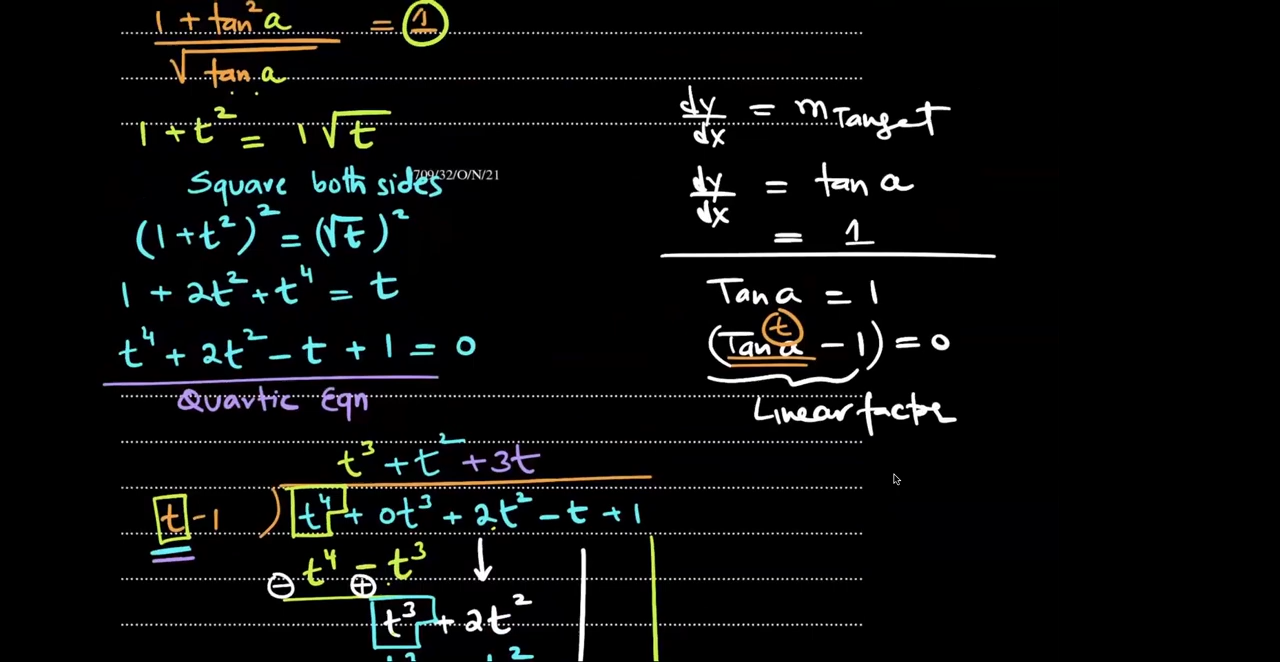 1 + tan²a / √tan a = 1
1 + t² = 1√t
Square both sides
9709/32/O/N/21
(1 + t²)² = (√t)²
1 + 2t² + t⁴ = t
t⁴ + 2t² - t + 1 = 0
Quartic Eqn
t³ + t² + 3t
t - 1 ) t⁴ + 0t³ + 2t² - t + 1
t⁴ - t³
⊖ ⊕
t³ + 2t²
dy/dx = mTanget
dy/dx = tan a
= 1
Tan a = 1
t
(Tan a - 1) = 0
Linear factor